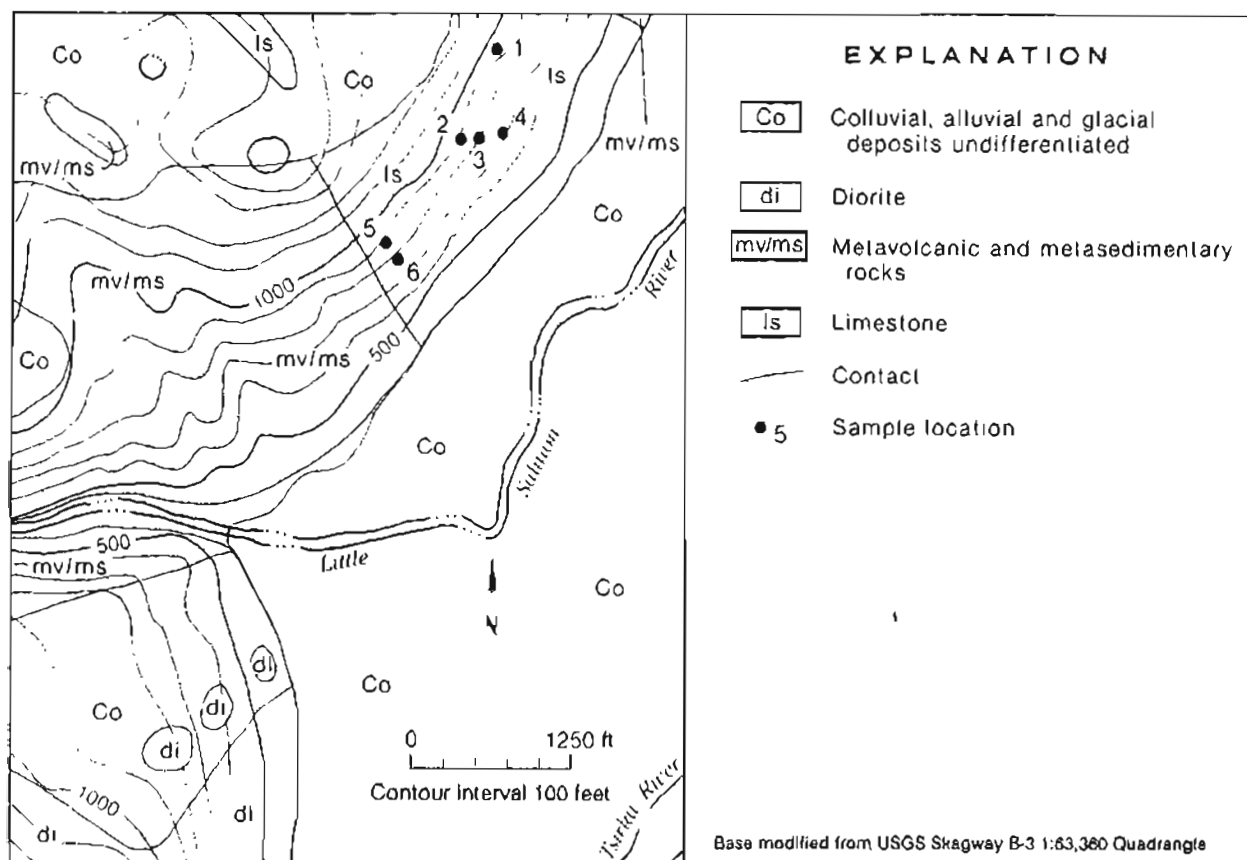 Co
ls
Co
1
ls
2
3
4
mv/ms
mv/ms
ls
Co
5
6
mv/ms
1000
Co
mv/ms
500
River
Co
Salmon
500
Little
mv/ms
Co
N
di
Co
Co
di
di
0 1250 ft
Contour interval 100 feet
1000
di
di
River
EXPLANATION
Co Colluvial, alluvial and glacial
deposits undifferentiated
di Diorite
mv/ms Metavolcanic and metasedimentary
rocks
ls Limestone
Contact
5 Sample location
Base modified from USGS Skagway B-3 1:63,360 Quadrangle